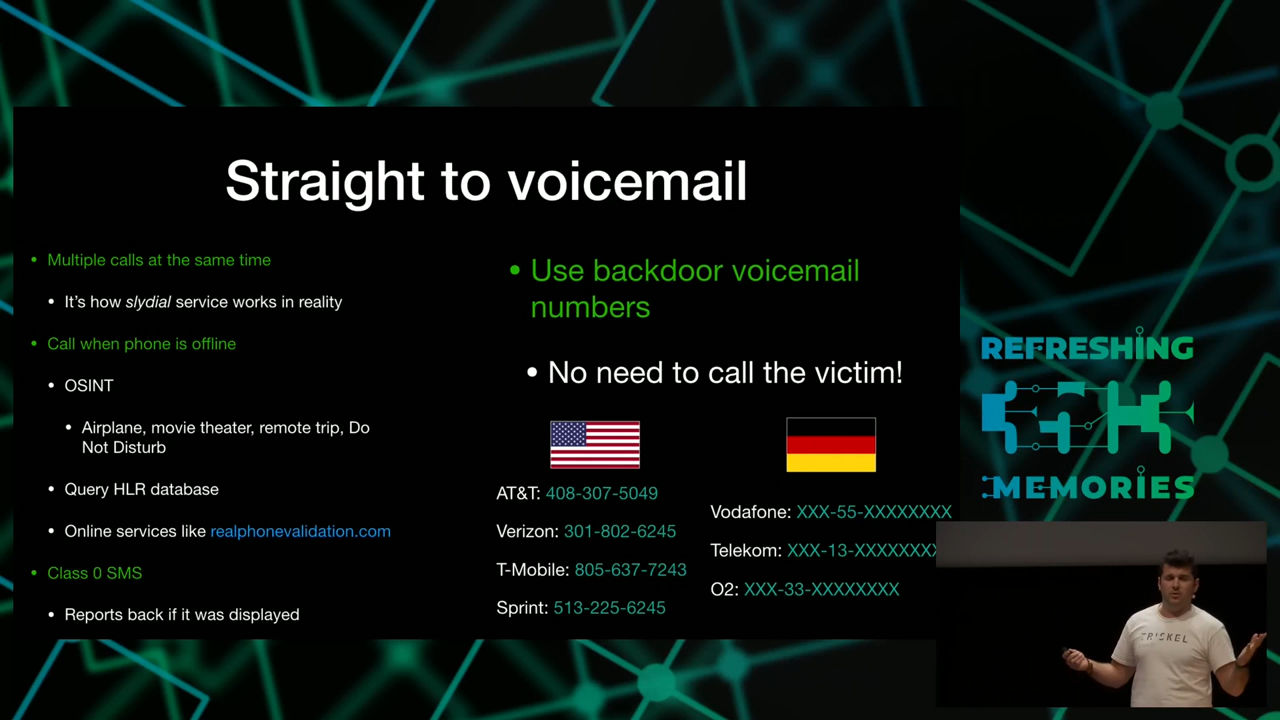 Straight to voicemail
• Multiple calls at the same time
• It's how slydial service works in reality
• Call when phone is offline
• OSINT
• Airplane, movie theater, remote trip, Do
Not Disturb
• Query HLR database
• Online services like realphonevalidation.com
• Class 0 SMS
• Reports back if it was displayed
• Use backdoor voicemail
numbers
• No need to call the victim!
AT&T: 408-307-5049
Verizon: 301-802-6245
T-Mobile: 805-637-7243
Sprint: 513-225-6245
Vodafone: XXX-55-XXXXXXXX
Telekom: XXX-13-XXXXXXXX
O2: XXX-33-XXXXXXXX
REFRESHING
MEMORIES
TRISKEL